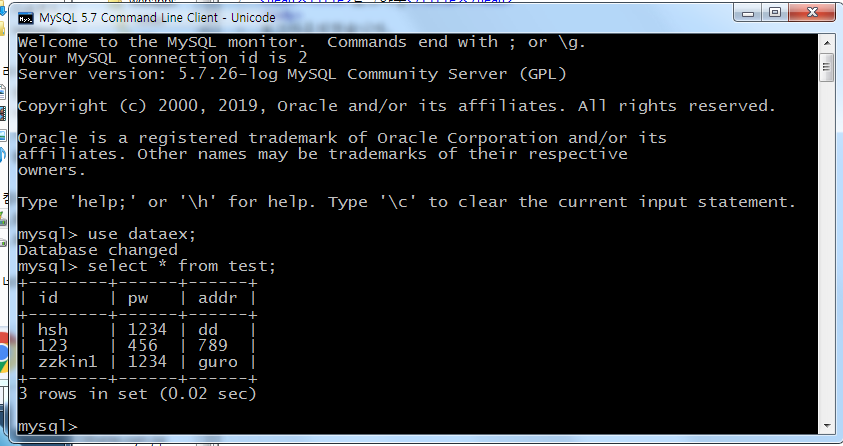 MySQL 5.7 Command Line Client - Unicode
Welcome to the MySQL monitor.  Commands end with ; or \g.
Your MySQL connection id is 2
Server version: 5.7.26-log MySQL Community Server (GPL)
Copyright (c) 2000, 2019, Oracle and/or its affiliates. All rights reserved.
Oracle is a registered trademark of Oracle Corporation and/or its
affiliates. Other names may be trademarks of their respective
owners.
Type 'help;' or '\h' for help. Type '\c' to clear the current input statement.
mysql> use dataex;
Database changed
mysql> select * from test;
+--------+------+------+
| id     | pw   | addr |
+--------+------+------+
| hsh    | 1234 | dd   |
| 123    | 456  | 789  |
| zzkin1 | 1234 | guro |
+--------+------+------+
3 rows in set (0.02 sec)
mysql>